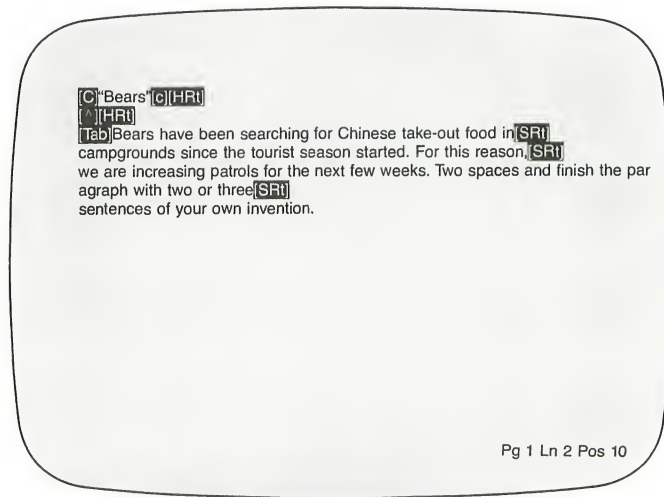 [C]"Bears"[c][HRt]
[^][HRt]
[Tab]Bears have been searching for Chinese take-out food in[SRt]
campgrounds since the tourist season started. For this reason,[SRt]
we are increasing patrols for the next few weeks. Two spaces and finish the par
agraph with two or three[SRt]
sentences of your own invention.
Pg 1 Ln 2 Pos 10